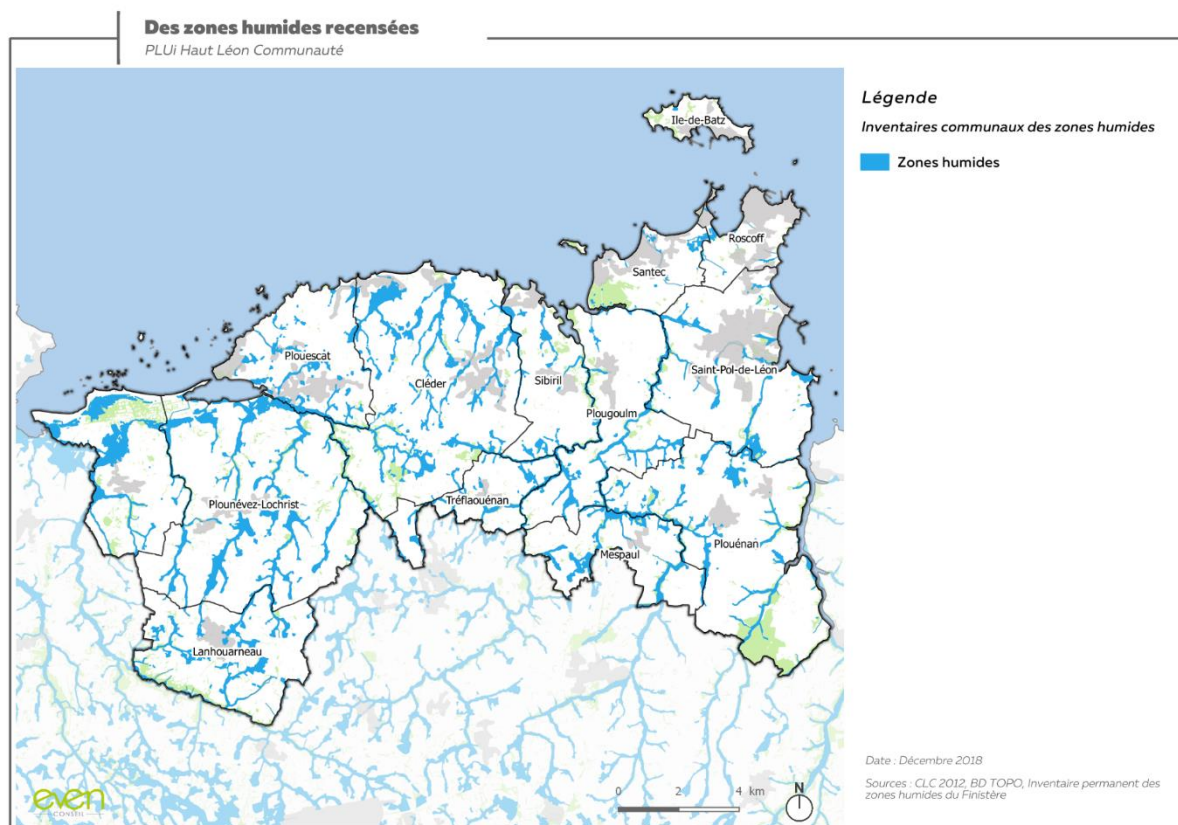 Des zones humides recensées
PLUi Haut Léon Communauté
Légende
Inventaires communaux des zones humides
Zones humides
Ile-de-Batz
Roscoff
Santec
Plouescat
Cléder
Sibiril
Saint-Pol-de-Léon
Plougoulm
Plounévez-Lochrist
Tréflaouénan
Mespaul
Plouénan
Lanhouarneau
Date : Décembre 2018
Sources : CLC 2012, BD TOPO, Inventaire permanent des
zones humides du Finistère
even
CONSEIL
0 2 4 km
N